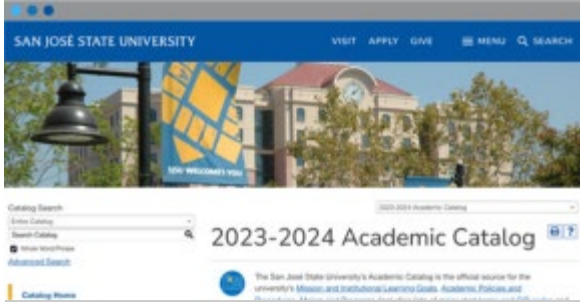 SAN JOSÉ STATE UNIVERSITY
VISIT APPLY GIVE MENU SEARCH
SJSU WELCOMES YOU
Catalog Search
2023-2024 Academic Catalog
Entire Catalog
Search Catalog
Whole Word/Phrase
Advanced Search
2023-2024 Academic Catalog
The San José State University's Academic Catalog is the official source for the
university's Mission and Institutional Learning Goals, Academic Policies and
Catalog Home